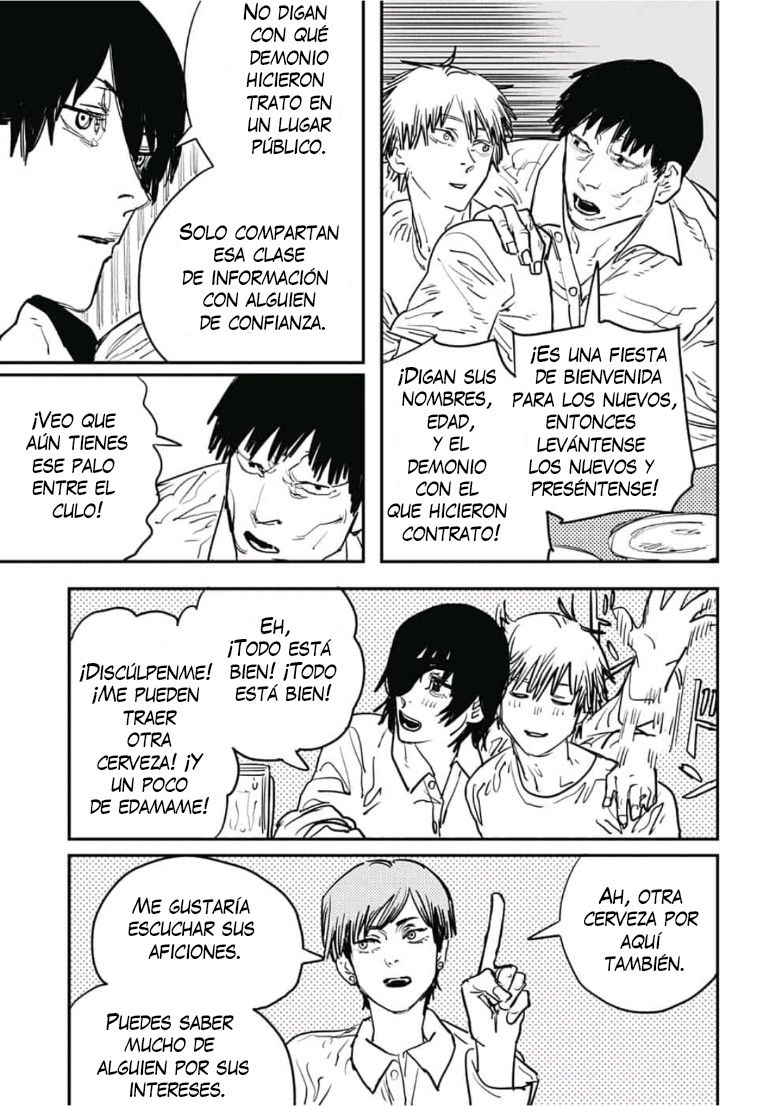 ¡Es una fiesta
de bienvenida
para los nuevos,
entonces
levántense
los nuevos y
preséntense!
¡Digan sus
nombres,
edad,
y el
demonio
con el
que hicieron
contrato!
No digan
con qué
demonio
hicieron
trato en
un lugar
público.
Solo compartan
esa clase
de información
con alguien
de confianza.
¡Veo que
aún tienes
ese palo
entre el
culo!
Eh,
¡Todo está
bien! ¡Todo
está bien!
¡Discúlpenme!
¡Me pueden
traer
otra
cerveza! ¡Y
un poco
de edamame!
Ah, otra
cerveza por
aquí
también.
Me gustaría
escuchar sus
aficiones.
Puedes saber
mucho de
alguien por sus
intereses.